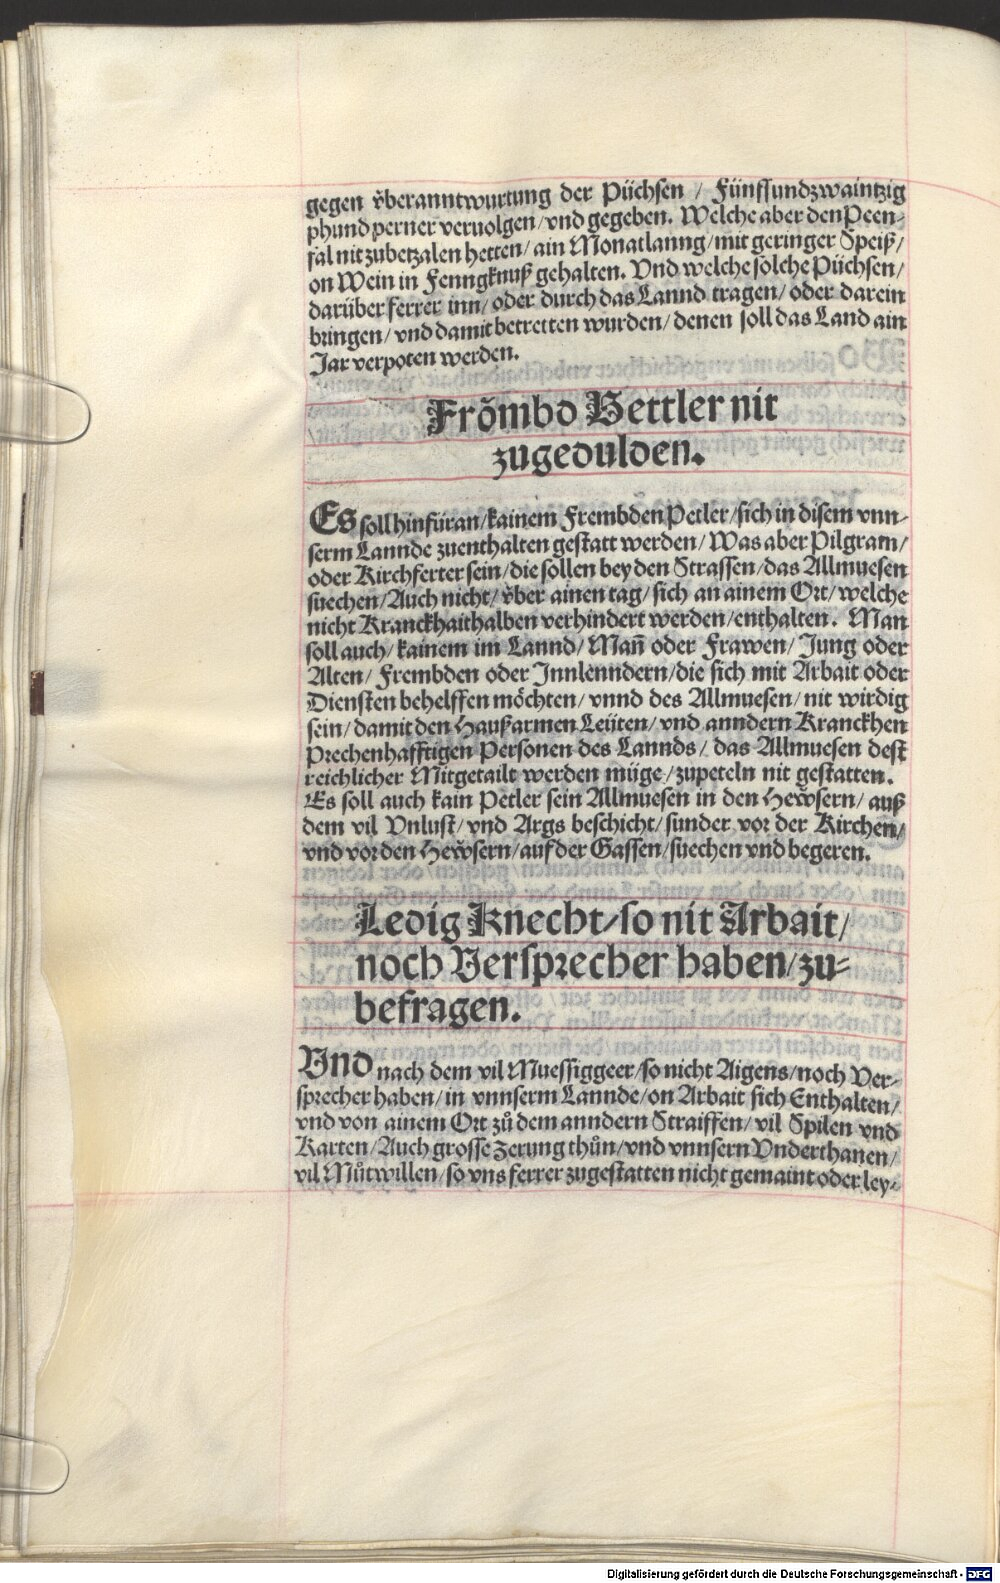 gegen v̈beranntwurtung der Püchsen / Fünffundzwaintzig
phund perner veruolgen/vnd gegeben. Welche aber den Peen-
fal nit zubetzalen hetten/ain Monatlanng/mit geringer Speiß/
on Wein in Fenngknuß gehalten. Vnd welche solche Püchsen/
darüber ferrer inn/oder durch das Lannd tragen/oder darein
bringen/vnd damit betretten wurden/denen soll das Land ain
Jar verpoten werden.
Frömbd Bettler nit
zugedulden.
Es soll hinfüran/kainem Frembden Petler/sich in disem vnn-
serm Lannde zuenthalten gestatt werden/Was aber Pilgram/
oder Kirchferter sein/die sollen bey den Strassen/das Allmuesen
suechen/Auch nicht/v̈ber ainen tag/sich an ainem Ort/welche
nicht Kranckhaithalben verhindert werden/enthalten. Man
soll auch/kainem im Lannd/Man̄ oder Frawen/Jung oder
Alten/Frembden oder Innlenndern/die sich mit Arbait oder
Diensten behelffen möchten/vnnd des Allmuesen/nit wirdig
sein/damit den Haußarmen Leüten/vnd anndern Kranckhen
Prechenhafftigen Personen des Lannds/das Allmuesen dest
reichlicher Mitgetailt werden müge/zupeteln nit gestatten.
Es soll auch kain Petler sein Allmuesen in den Heẅsern/auß
dem vil Vnlust/vnd Args beschicht/sunder vor der Kirchen/
vnd vor den Heẅsern/auf der Gassen/suechen vnd begeren.
Ledig Knecht/so nit Arbait/
noch Versprecher haben/zu-
befragen.
Vnd nach dem vil Muessiggeer/so nicht Aigens/noch Ver-
sprecher haben/in vnnserm Lannde/on Arbait sich Enthalten/
vnd von ainem Ort zů dem anndern Straiffen/vil Spilen vnd
Karten/Auch grosse Zerung thůn/vnd vnnsern Vnderthanen/
vil Můtwillen/so vns ferrer zugestatten nicht gemaint oder ley-
Digitalisierung gefördert durch die Deutsche Forschungsgemeinschaft - DFG